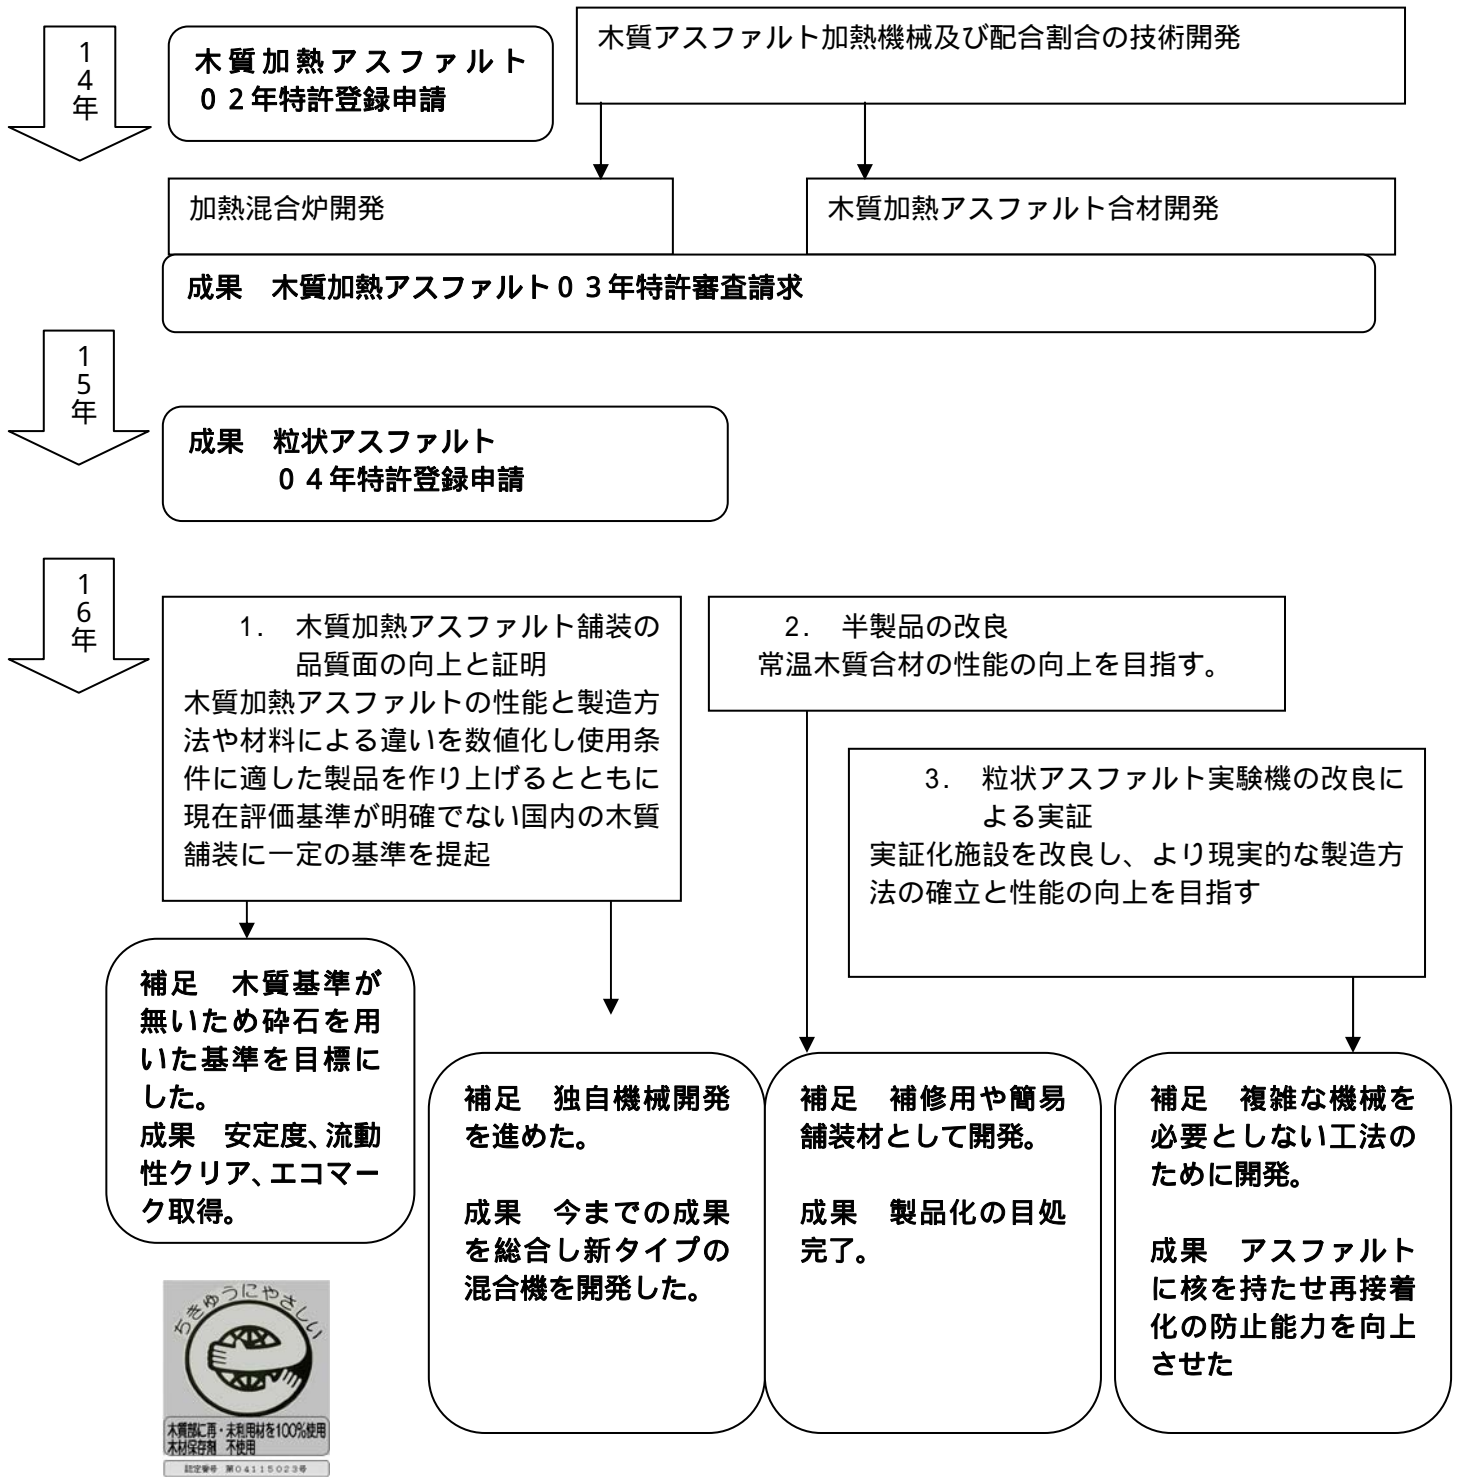 14年
木質加熱アスファルト
02年特許登録申請
木質アスファルト加熱機械及び配合割合の技術開発
加熱混合炉開発
木質加熱アスファルト合材開発
成果　木質加熱アスファルト03年特許審査請求
15年
成果　粒状アスファルト
04年特許登録申請
16年
1.　木質加熱アスファルト舗装の
品質面の向上と証明
木質加熱アスファルトの性能と製造方
法や材料による違いを数値化し使用条
件に適した製品を作り上げるとともに
現在評価基準が明確でない国内の木質
舗装に一定の基準を提起
2.　半製品の改良
常温木質合材の性能の向上を目指す。
3.　粒状アスファルト実験機の改良に
よる実証
実証化施設を改良し、より現実的な製造方
法の確立と性能の向上を目指す
補足　木質基準が
無いため砕石を用
いた基準を目標に
した。
成果　安定度、流動
性クリア、エコマー
ク取得。
補足　独自機械開発
を進めた。
成果　今までの成果
を総合し新タイプの
混合機を開発した。
補足　補修用や簡易
舗装材として開発。
成果　製品化の目処
完了。
補足　複雑な機械を
必要としない工法の
ために開発。
成果　アスファルト
に核を持たせ再接着
化の防止能力を向上
させた
ちきゅうにやさしい
木質部に再・未利用材を100%使用
木材保存剤　不使用
認定番号　第04115023号